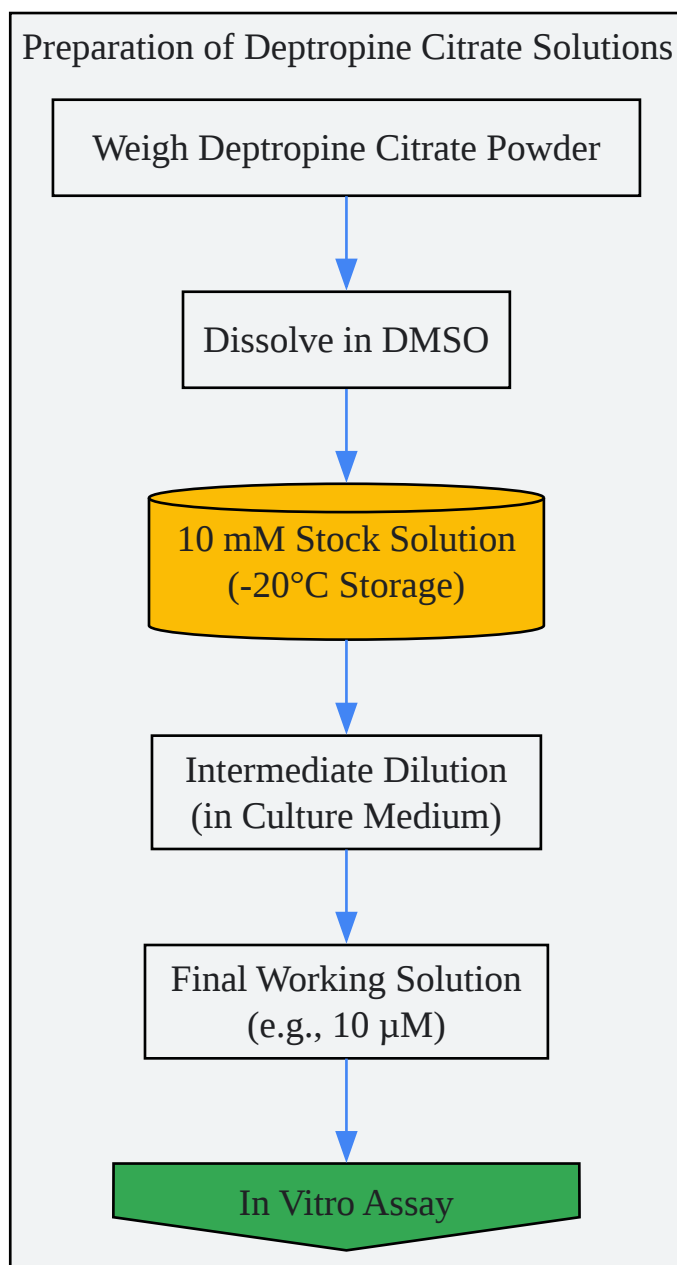 Preparation of Deptropine Citrate Solutions
Weigh Deptropine Citrate Powder
Dissolve in DMSO
10 mM Stock Solution
(-20°C Storage)
Intermediate Dilution
(in Culture Medium)
Final Working Solution
(e.g., 10 µM)
In Vitro Assay